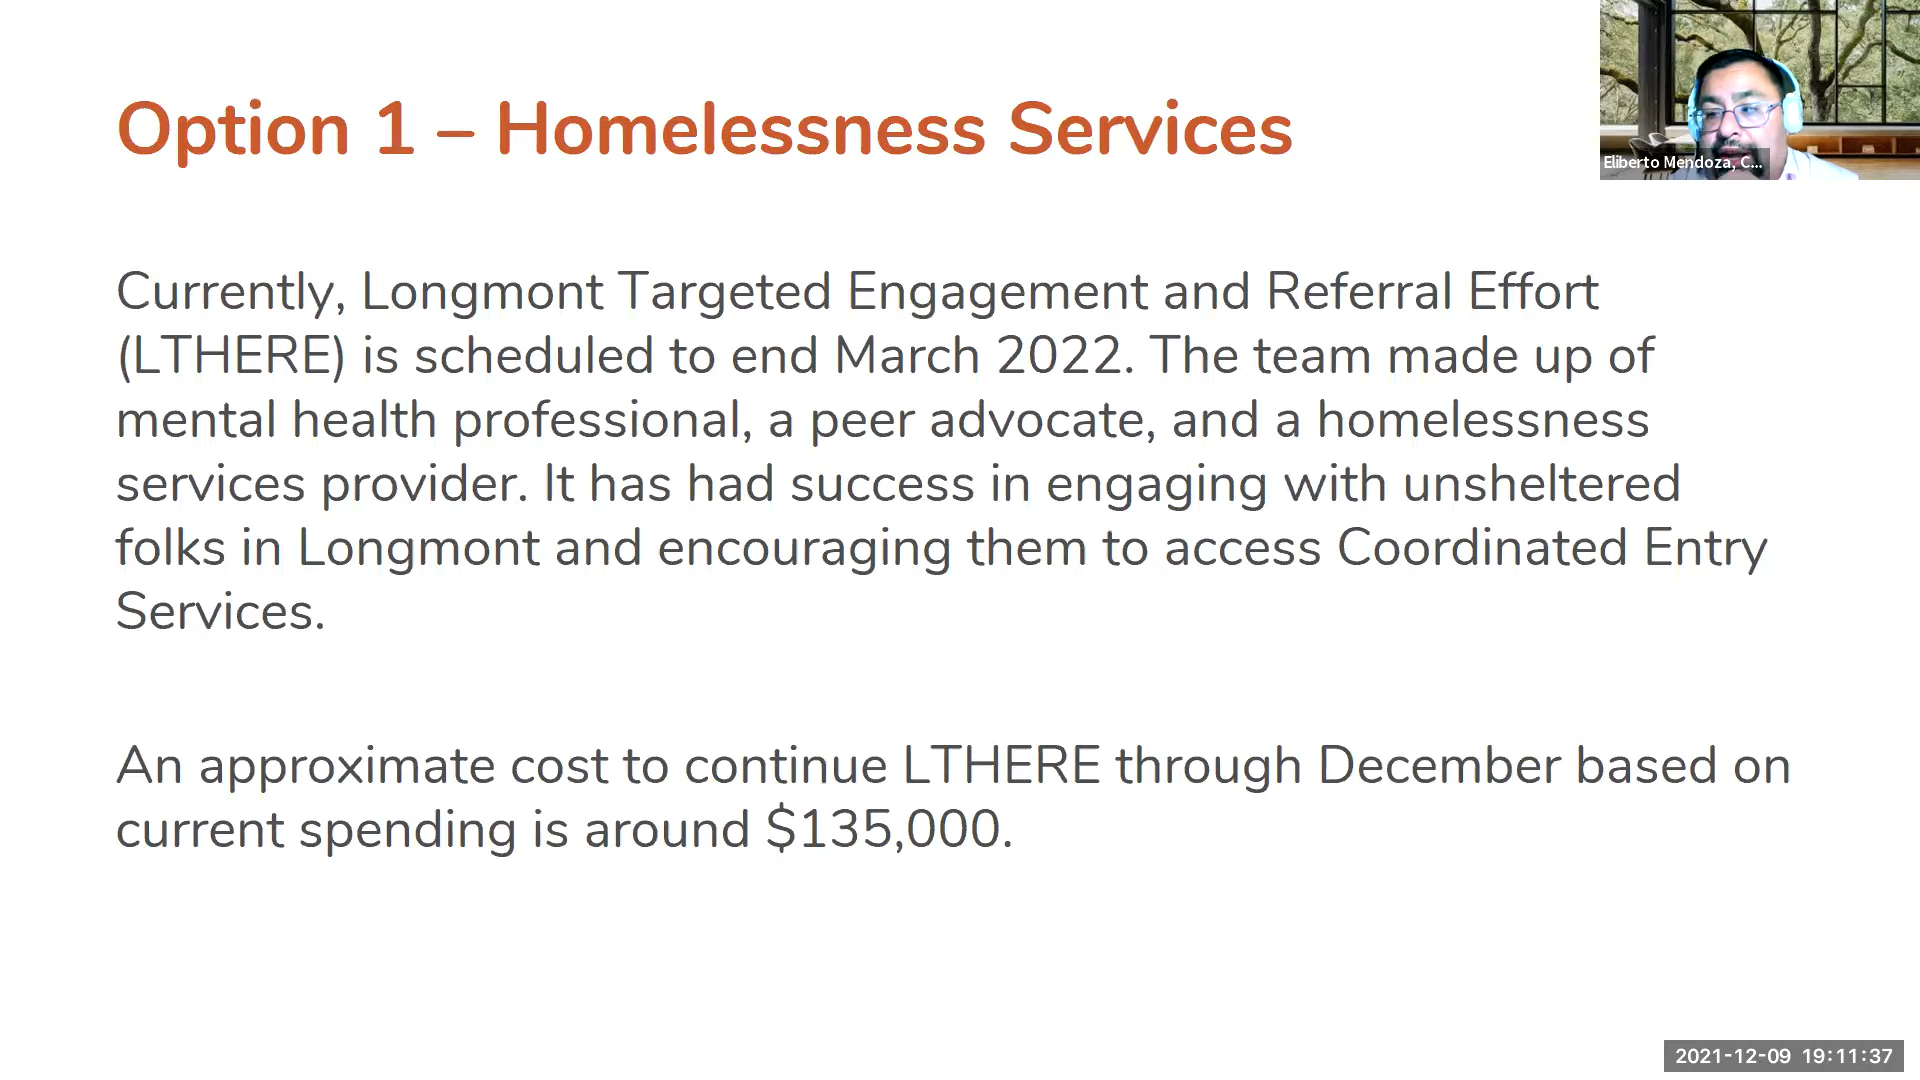 Option 1 – Homelessness Services
Eliberto Mendoza, C...
Currently, Longmont Targeted Engagement and Referral Effort
(LTHERE) is scheduled to end March 2022. The team made up of
mental health professional, a peer advocate, and a homelessness
services provider. It has had success in engaging with unsheltered
folks in Longmont and encouraging them to access Coordinated Entry
Services.
An approximate cost to continue LTHERE through December based on
current spending is around $135,000.
2021-12-09 19:11:37